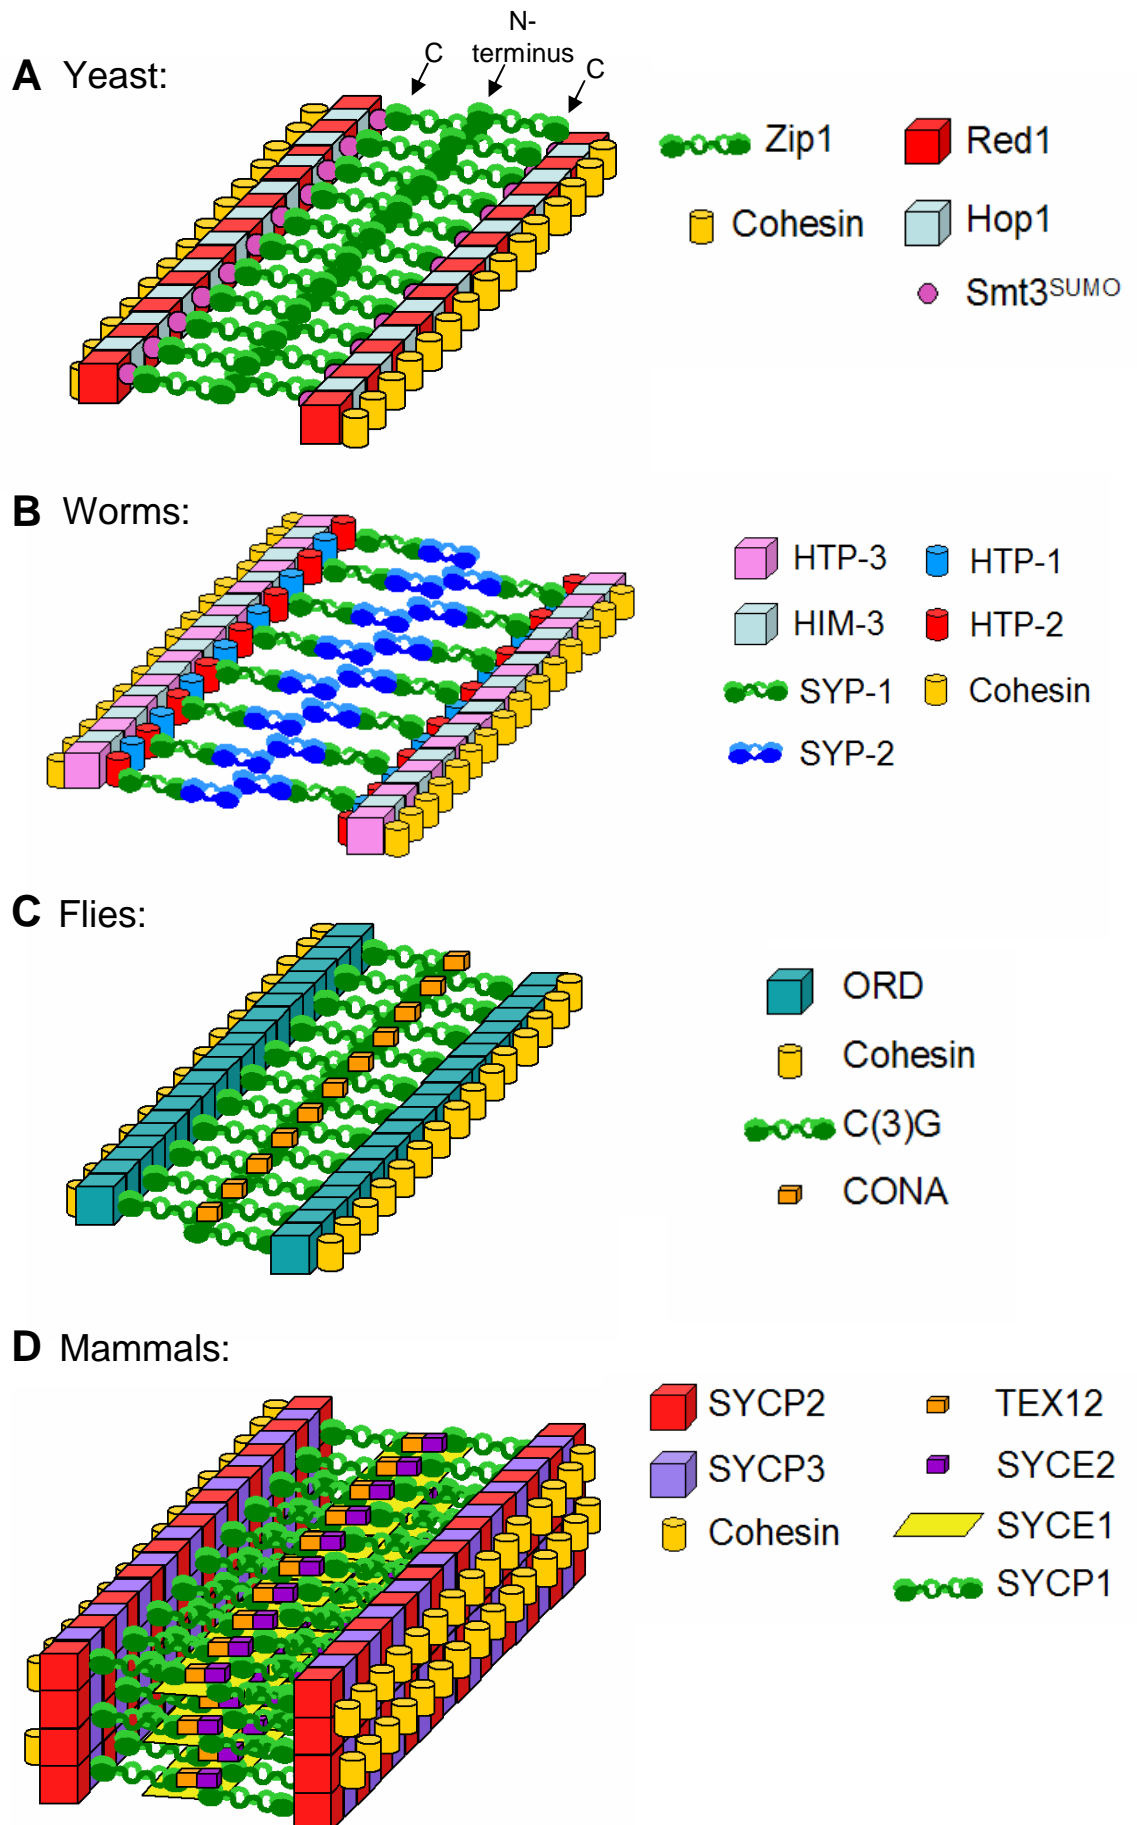 A Yeast:
C
N-
terminus
C
Zip1
Red1
Cohesin
Hop1
Smt3SUMO
B Worms:
HTP-3
HTP-1
HIM-3
HTP-2
SYP-1
Cohesin
SYP-2
C Flies:
ORD
Cohesin
C(3)G
CONA
D Mammals:
SYCP2
TEX12
SYCP3
SYCE2
Cohesin
SYCE1
SYCP1